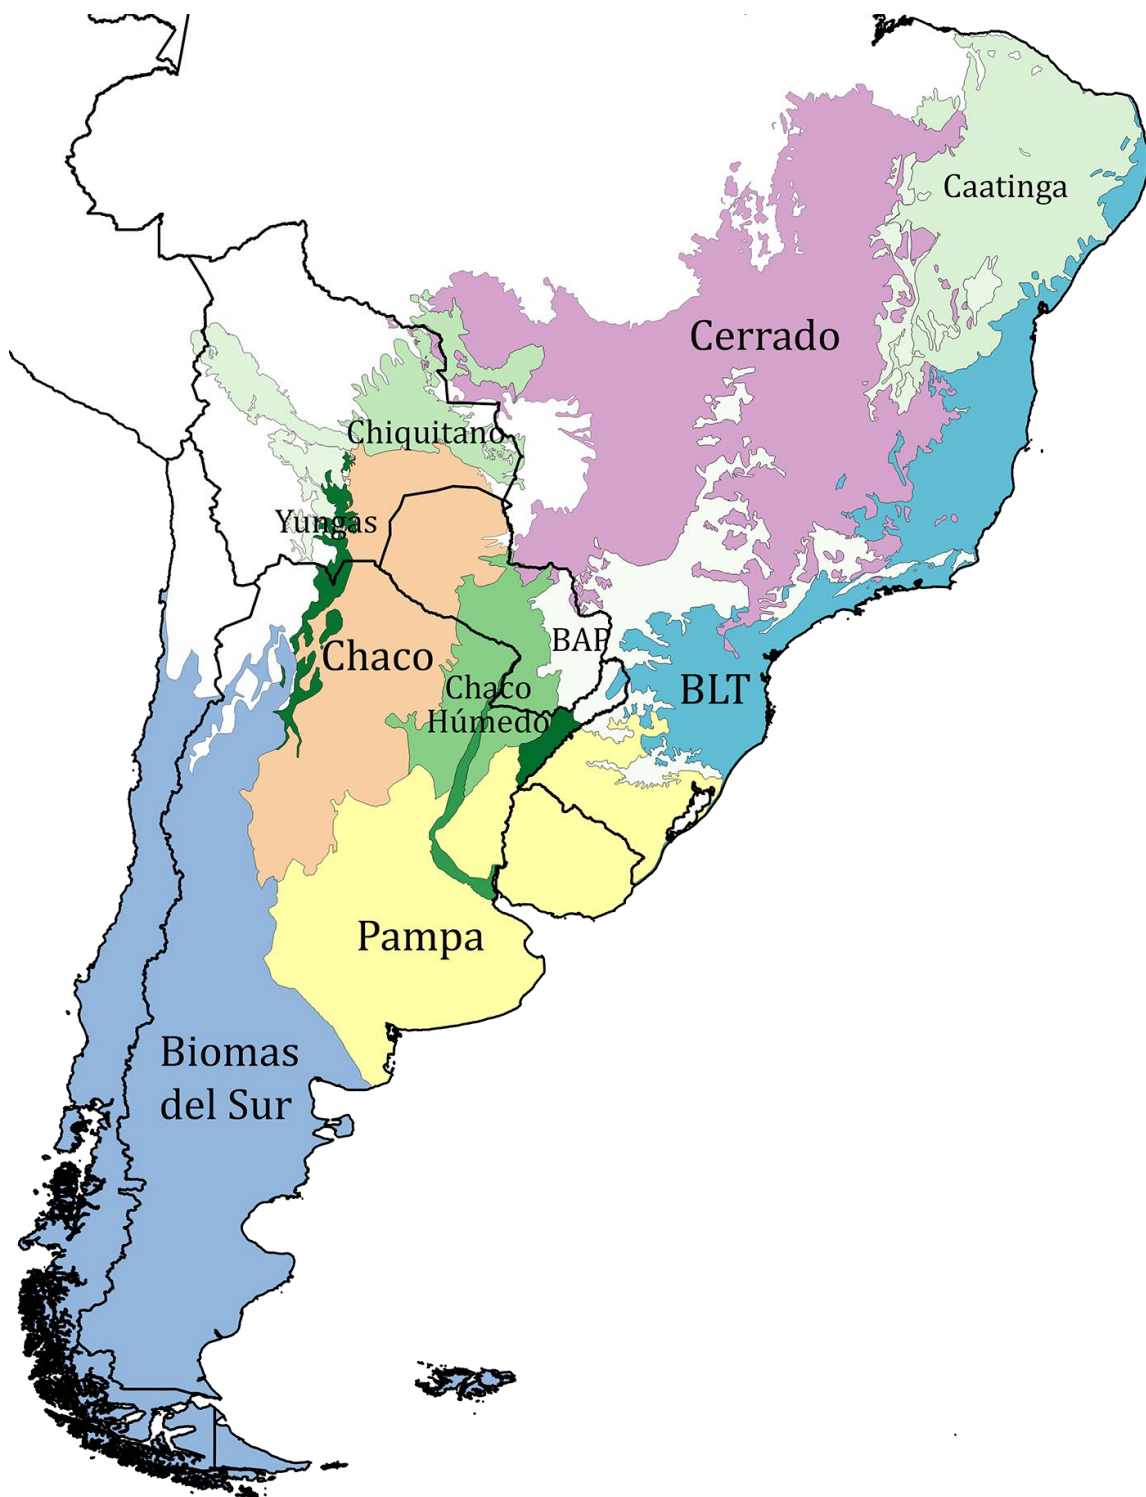 Caatinga
Cerrado
Chiquitano
Yungas
BAP
Chaco
Chaco
Húmedo
BLT
Pampa
Biomas
del Sur